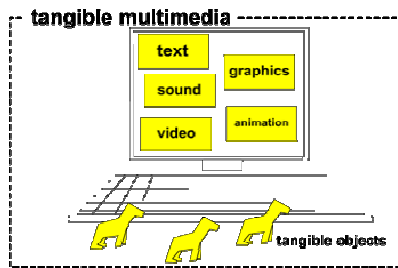 tangible multimedia
text
graphics
sound
animation
video
tangible objects